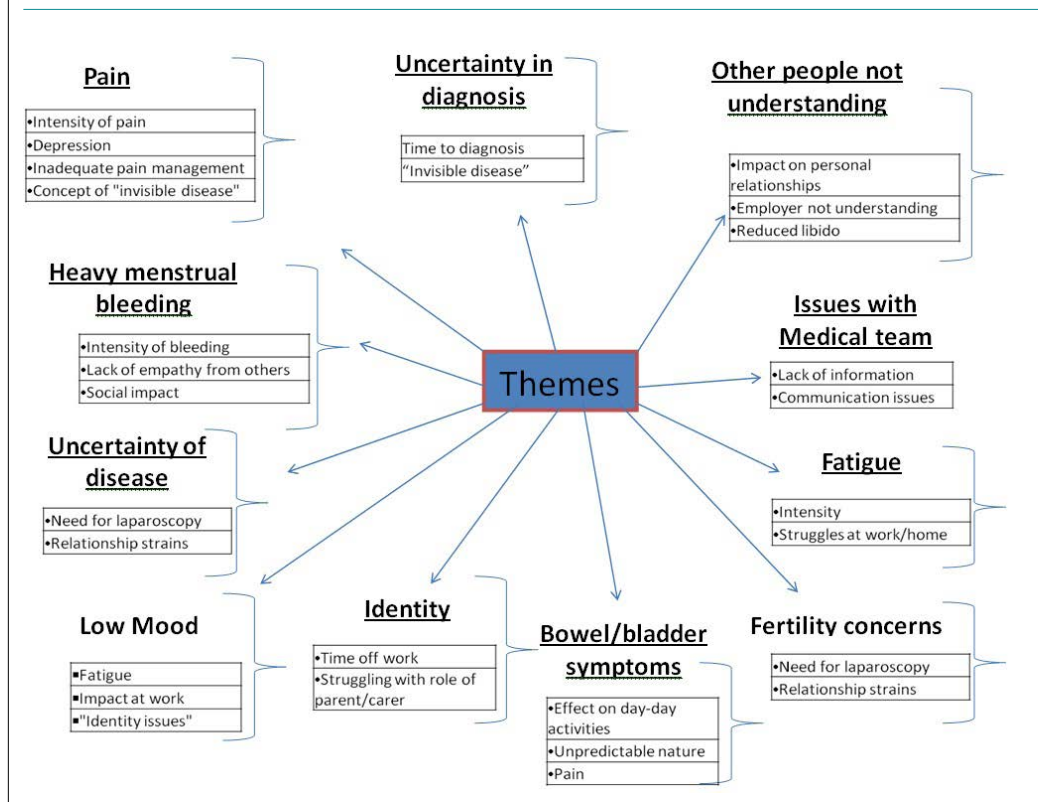 Pain
•Intensity of pain
•Depression
•Inadequate pain management
•Concept of "invisible disease"
Uncertainty in
diagnosis
Time to diagnosis
“Invisible disease”
Other people not
understanding
•Impact on personal
relationships
•Employer not understanding
•Reduced libido
Heavy menstrual
bleeding
•Intensity of bleeding
•Lack of empathy from others
•Social impact
Themes
Issues with
Medical team
•Lack of information
•Communication issues
Uncertainty of
disease
•Need for laparoscopy
•Relationship strains
Fatigue
•Intensity
•Struggles at work/home
Low Mood
▪Fatigue
▪Impact at work
▪"Identity issues"
Identity
•Time off work
•Struggling with role of
parent/carer
Bowel/bladder
symptoms
•Effect on day-day
activities
•Unpredictable nature
•Pain
Fertility concerns
•Need for laparoscopy
•Relationship strains